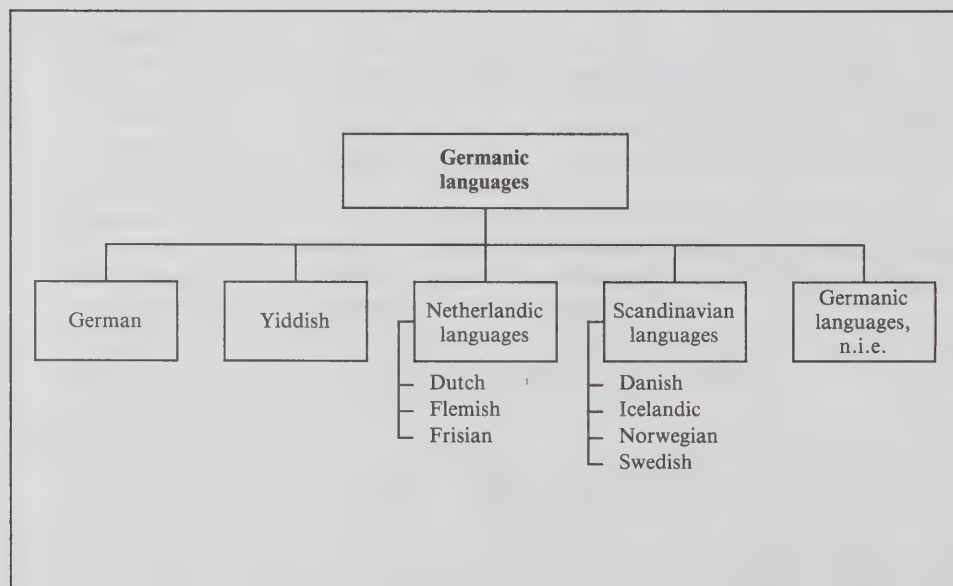 Germanic
languages
German
Yiddish
Netherlandic
languages
Dutch
Flemish
Frisian
Scandinavian
languages
Danish
Icelandic
Norwegian
Swedish
Germanic
languages,
n.i.e.